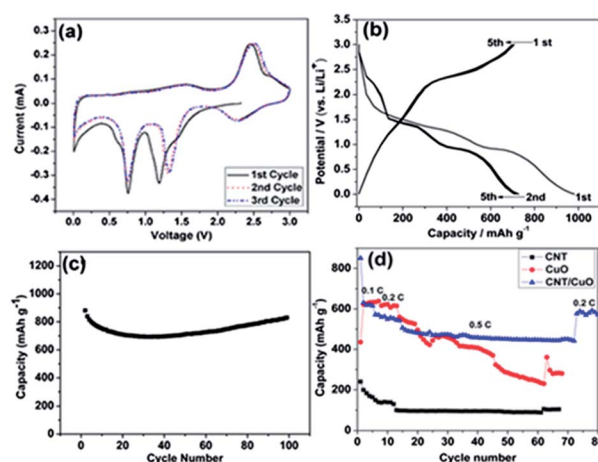 (a)
0.3
0.2
0.1
0.0
-0.1
-0.2
-0.3
-0.4
Current (mA)
1st Cycle
2nd Cycle
3rd Cycle
0.0 0.5 1.0 1.5 2.0 2.5 3.0
Voltage (V)
(b)
3.0
2.5
2.0
1.5
1.0
0.5
0.0
Potential / V (vs. Li/Li+
5th 1 st
5th 2nd 1st
0 200 400 600 800 1000
Capacity / mAh g-1
(c)
1200
1000
800
600
400
200
0
Capacity (mAh g-1)
0 20 40 60 80 100
Cycle Number
(d)
800
600
400
200
0
Capacity (mAh g-1)
CNT
CuO
CNT/CuO
0.1 C
0.2 C
0.5 C
0.2 C
0 10 20 30 40 50 60 70 80
Cycle number